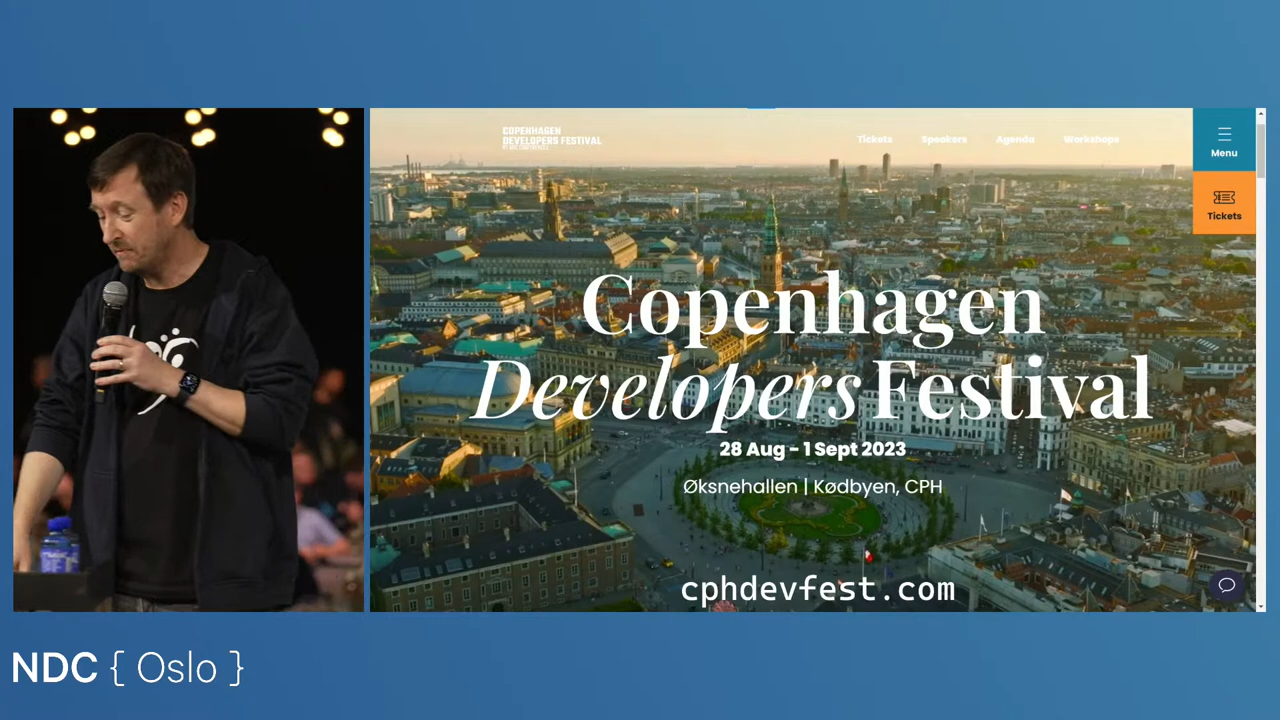 COPENHAGEN
DEVELOPERS FESTIVAL
Tickets
Speakers
Agenda
Workshops
Menu
Tickets
Copenhagen
Developers Festival
28 Aug - 1 Sept 2023
Øksnehallen | Kødbyen, CPH
cphdevfest.com
NDC { Oslo }